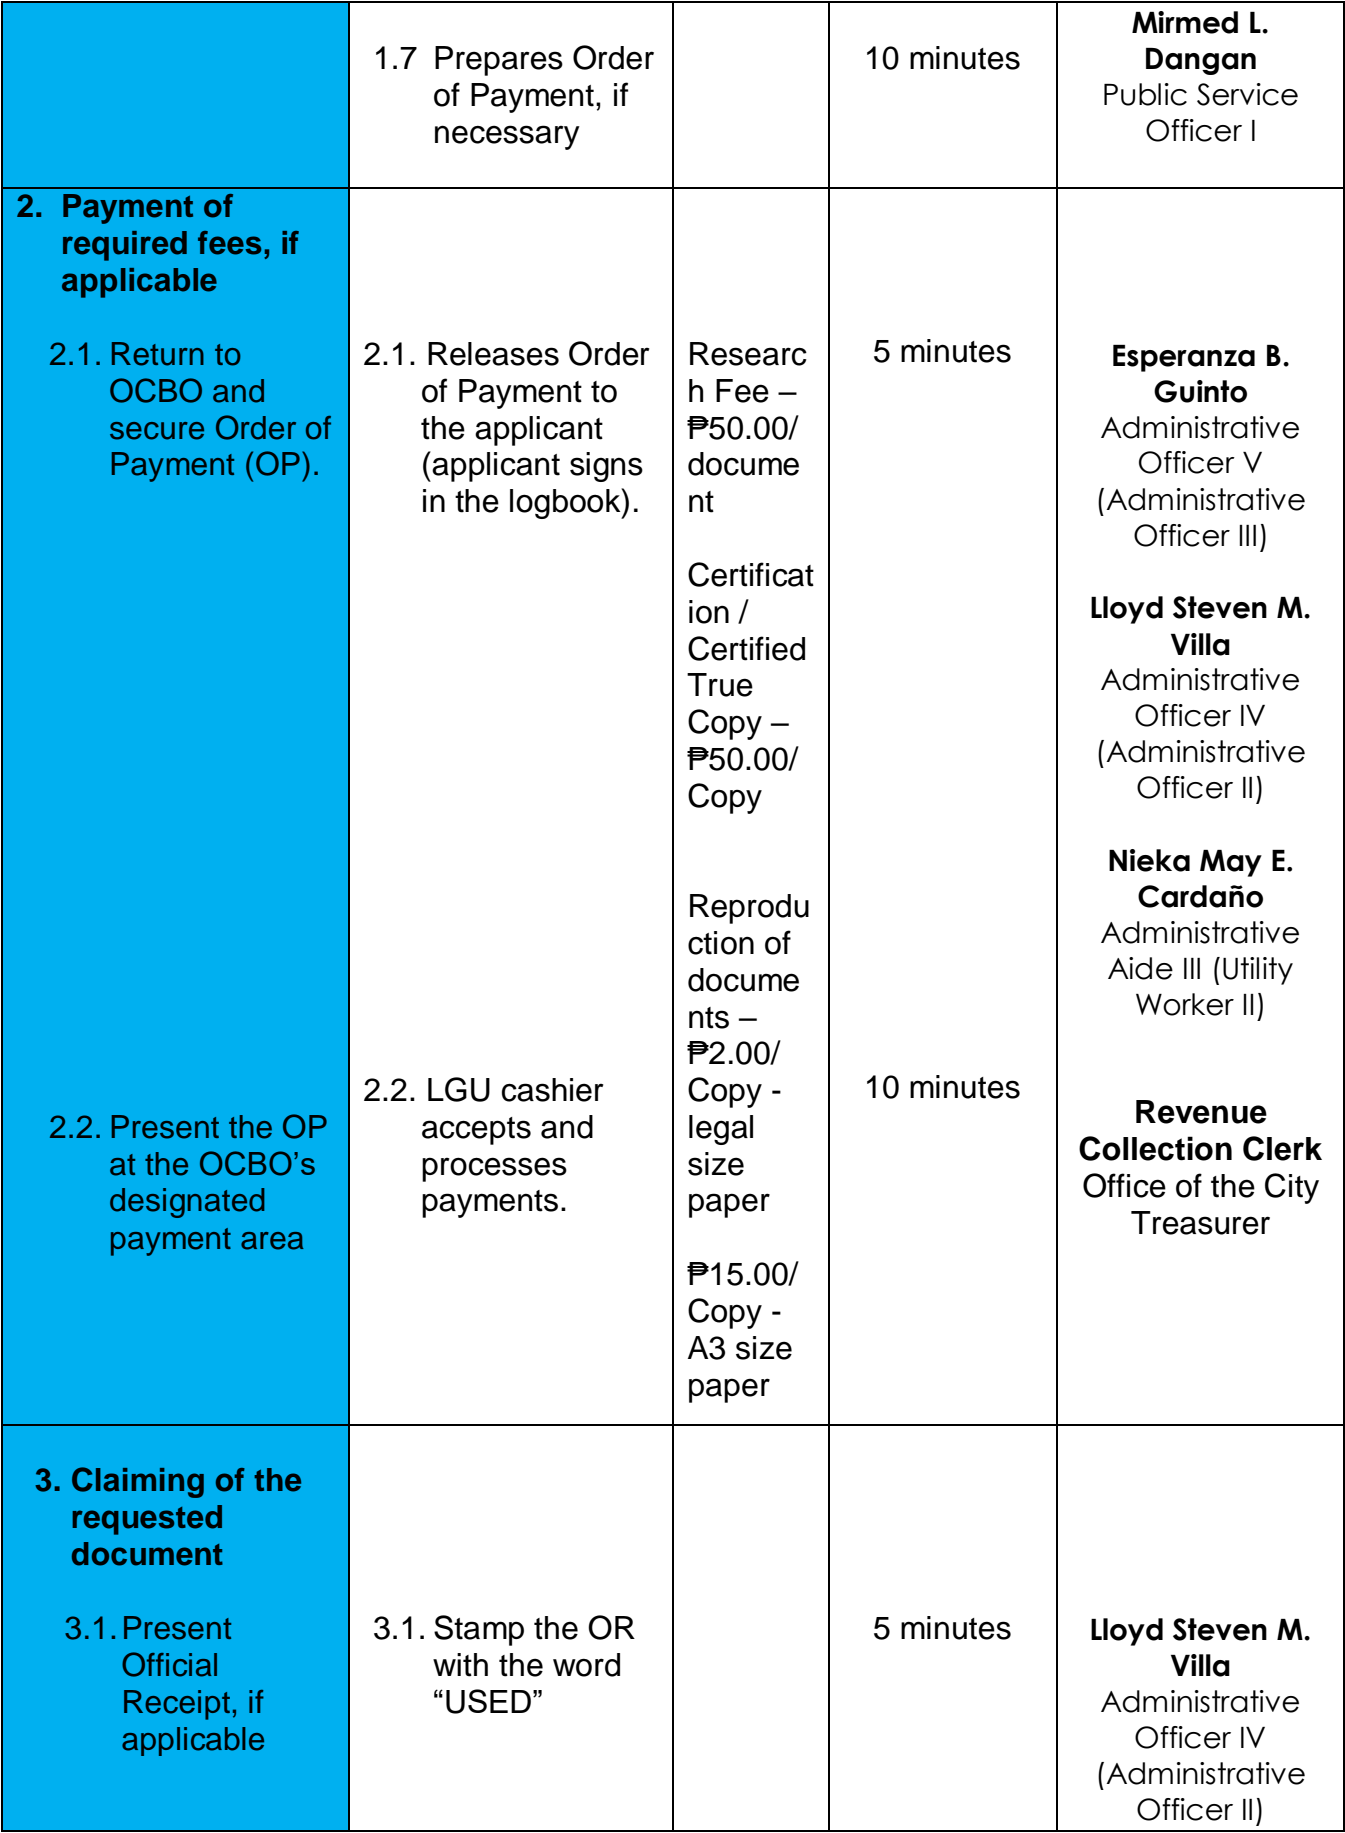 1.7 Prepares Order
of Payment, if
necessary
10 minutes
Mirmed L.
Dangan
Public Service
Officer I
2. Payment of
required fees, if
applicable
2.1. Return to
OCBO and
secure Order of
Payment (OP).
2.2. Present the OP
at the OCBO’s
designated
payment area
2.1. Releases Order
of Payment to
the applicant
(applicant signs
in the logbook).
2.2. LGU cashier
accepts and
processes
payments.
Researc
h Fee –
₱50.00/
docume
nt
Certificat
ion /
Certified
True
Copy –
₱50.00/
Copy
Reprodu
ction of
docume
nts –
₱2.00/
Copy -
legal
size
paper
₱15.00/
Copy -
A3 size
paper
5 minutes
10 minutes
Esperanza B.
Guinto
Administrative
Officer V
(Administrative
Officer III)
Lloyd Steven M.
Villa
Administrative
Officer IV
(Administrative
Officer II)
Nieka May E.
Cardaño
Administrative
Aide III (Utility
Worker II)
Revenue
Collection Clerk
Office of the City
Treasurer
3. Claiming of the
requested
document
3.1. Present
Official
Receipt, if
applicable
3.1. Stamp the OR
with the word
“USED”
5 minutes
Lloyd Steven M.
Villa
Administrative
Officer IV
(Administrative
Officer II)